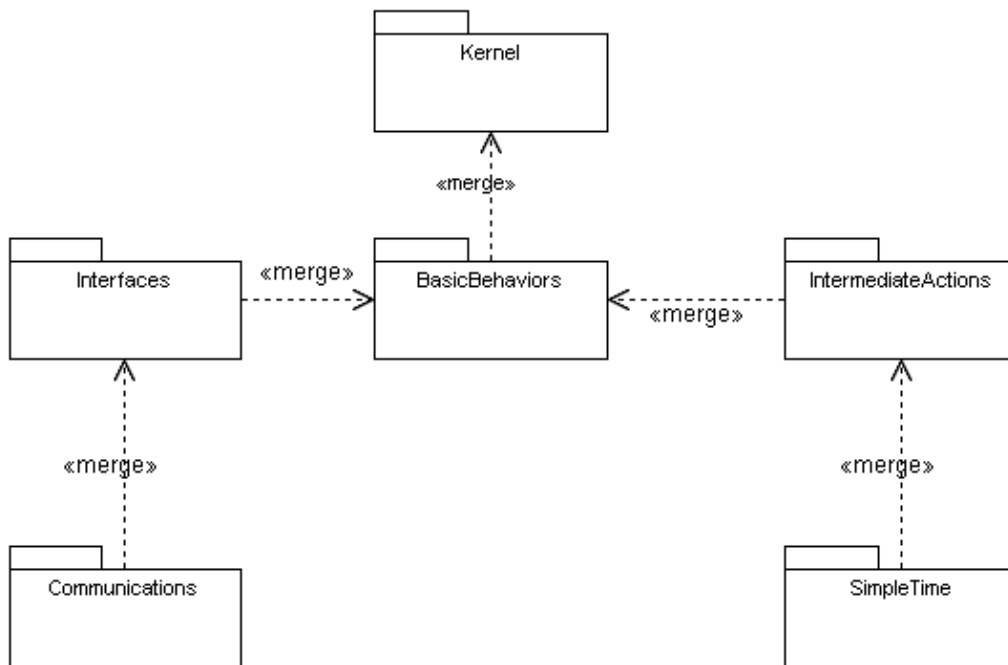 Kernel
«merge»
Interfaces
«merge»
BasicBehaviors
IntermediateActions
«merge»
«merge»
«merge»
Communications
SimpleTime